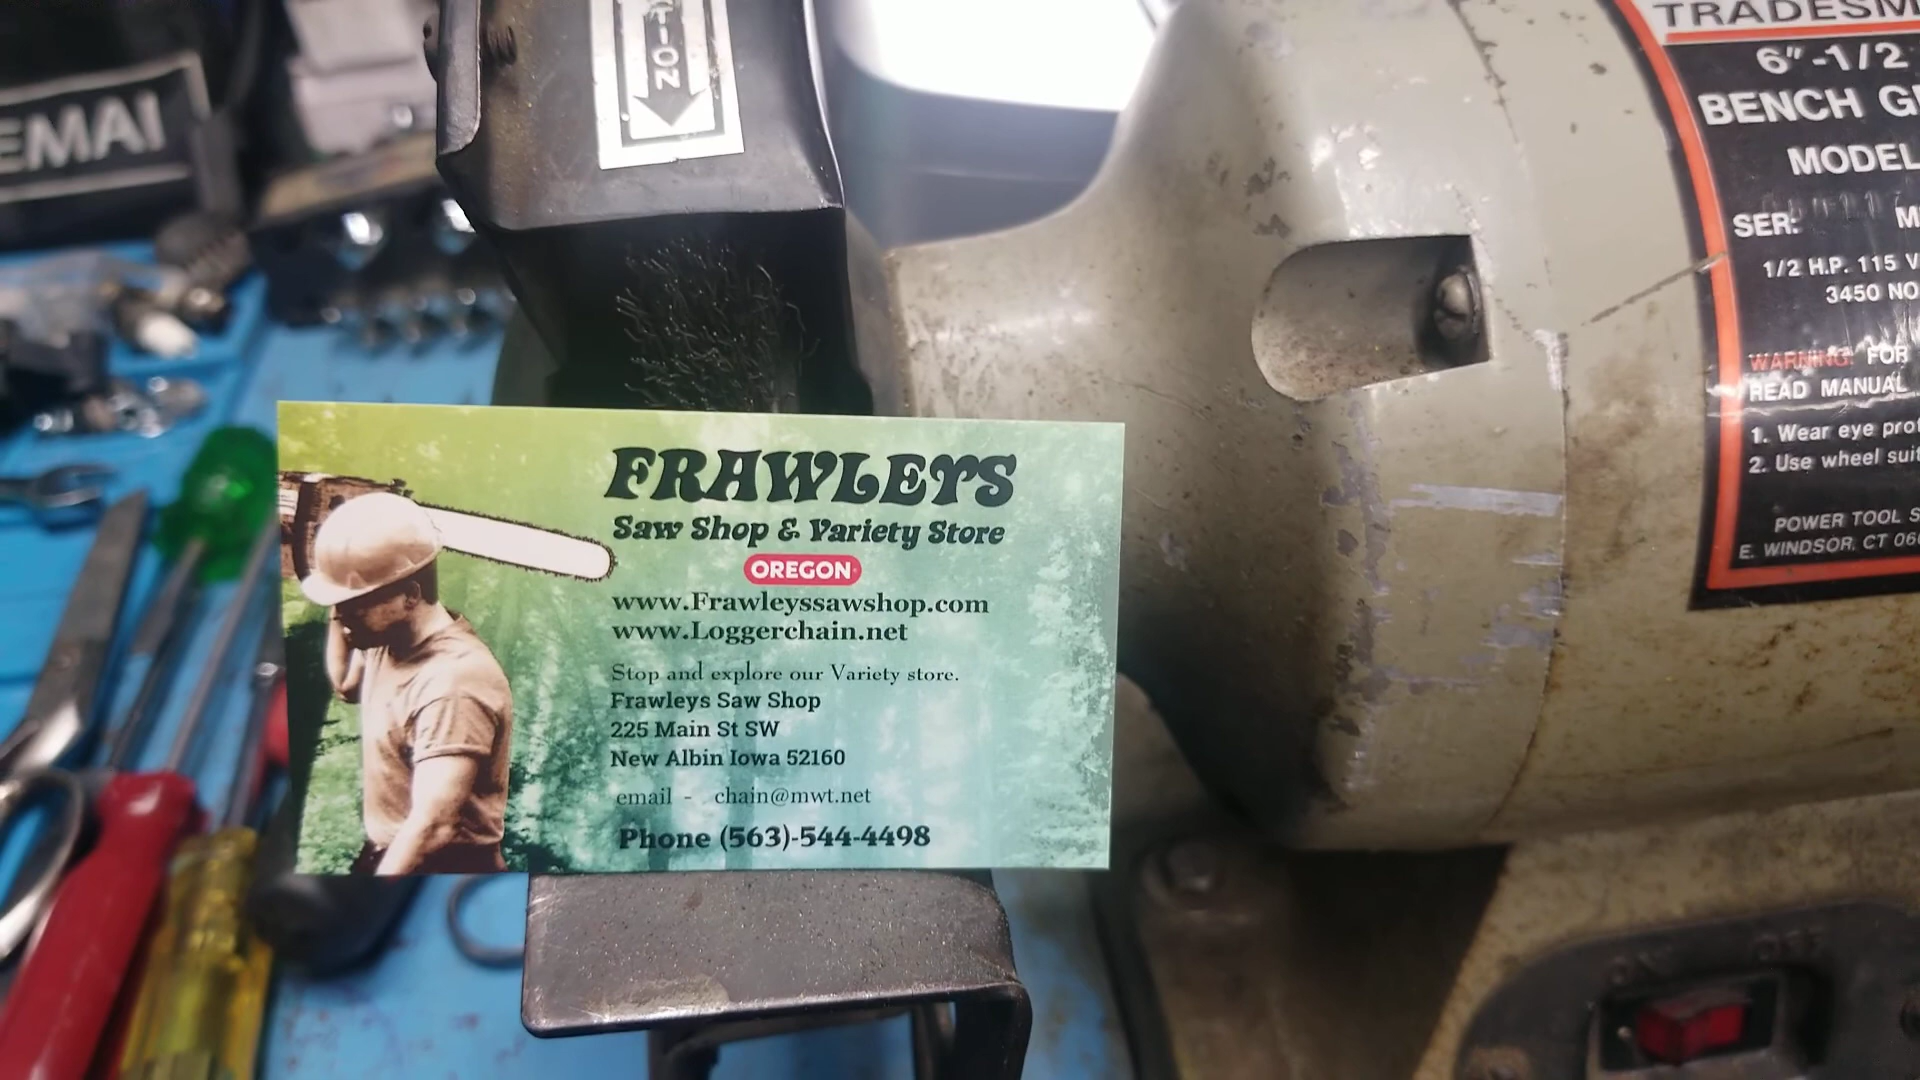 EMAI
TION
FRAWLEYS
Saw Shop & Variety Store
OREGON
www.Frawleyssawshop.com
www.Loggerchain.net
Stop and explore our Variety store.
Frawleys Saw Shop
225 Main St SW
New Albin Iowa 52160
email - chain@mwt.net
Phone (563)-544-4498
TRADESM
6"-1/2
BENCH G
MODEL
SER: M
1/2 H.P. 115 V
3450 NO
WARNING: FOR
READ MANUAL
1. Wear eye prot
2. Use wheel suit
POWER TOOL S
E. WINDSOR, CT 06
ON OFF